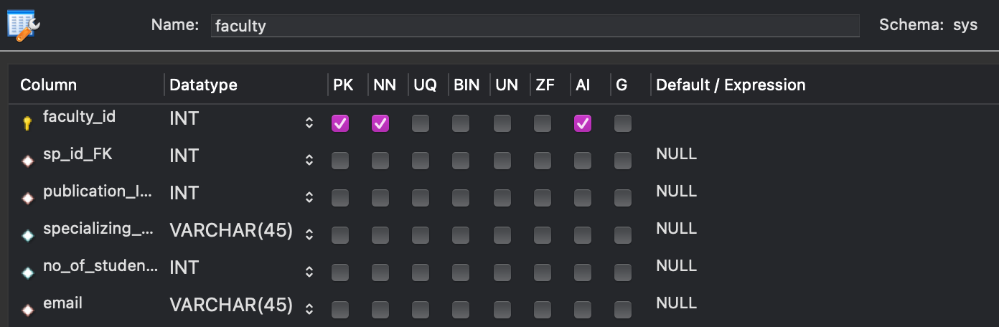 Name: faculty Schema: sys
Column Datatype PK NN UQ BIN UN ZF AI G Default / Expression
faculty_id INT
sp_id_FK INT NULL
publication_I... INT NULL
specializing_... VARCHAR(45) NULL
no_of_studen... INT NULL
email VARCHAR(45) NULL